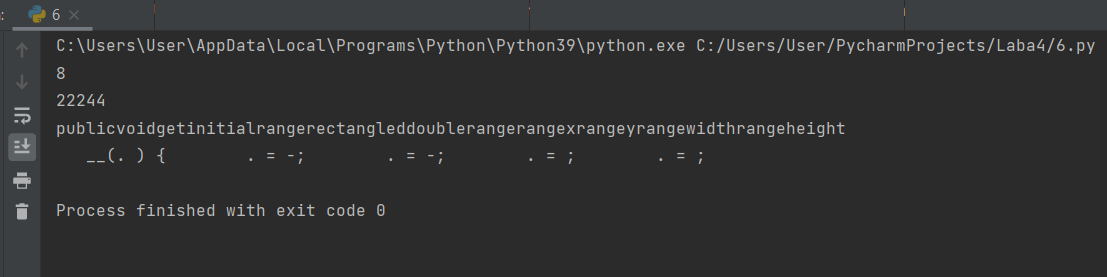 : 6 ×
C:\Users\User\AppData\Local\Programs\Python\Python39\python.exe C:/Users/User/PycharmProjects/Laba4/6.py
8
22244
publicvoidgetinitialrangerectangleddoublerangerangexrangeyrangewidthrangeheight
   __(. ) {        . = -;        . = -;        . = ;        . = ;
Process finished with exit code 0